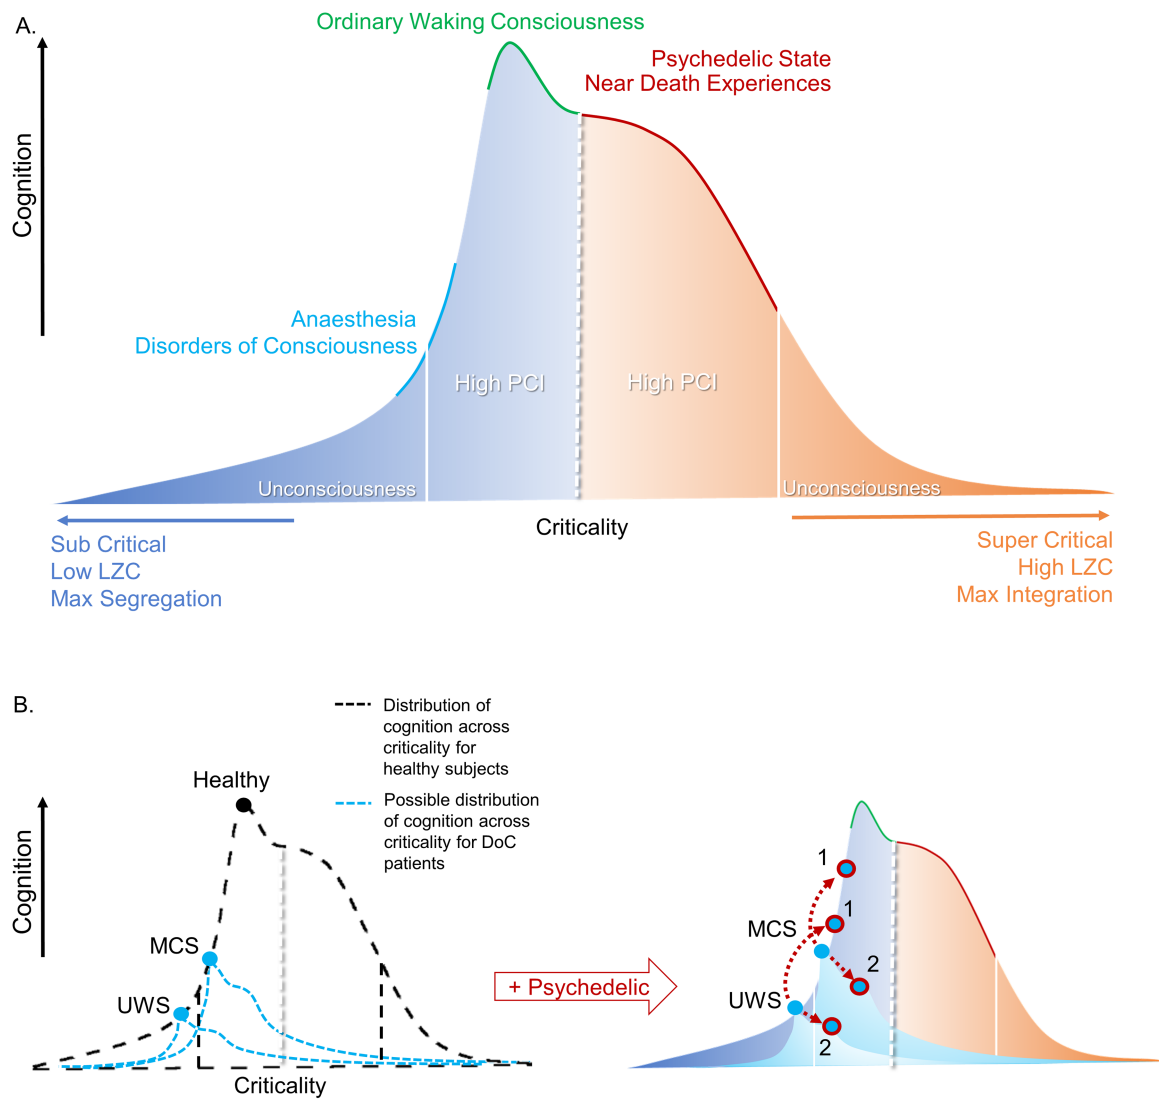 A.
Ordinary Waking Consciousness
Psychedelic State
Near Death Experiences
Cognition
Anaesthesia
Disorders of Consciousness
High PCI
High PCI
Unconsciousness
Unconsciousness
Criticality
Sub Critical
Low LZC
Max Segregation
Super Critical
High LZC
Max Integration
B.
Distribution of
cognition across
criticality for
healthy subjects
Possible distribution
of cognition across
criticality for DoC
patients
Healthy
Cognition
MCS
UWS
Criticality
+ Psychedelic
1
1
MCS
2
UWS
2